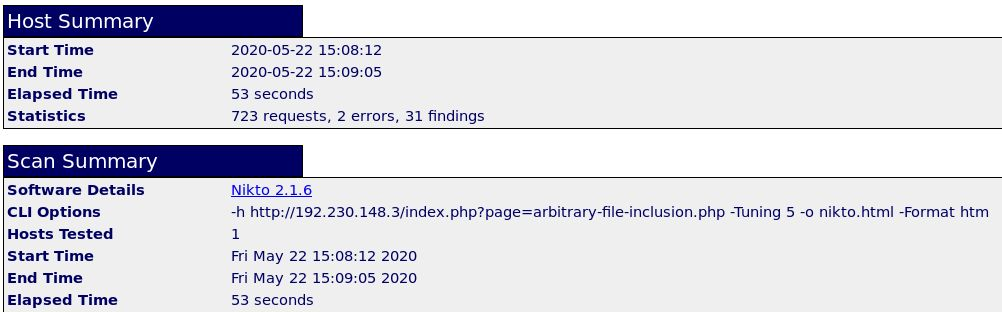 Host Summary
Start Time 2020-05-22 15:08:12
End Time 2020-05-22 15:09:05
Elapsed Time 53 seconds
Statistics 723 requests, 2 errors, 31 findings
Scan Summary
Software Details Nikto 2.1.6
CLI Options -h http://192.230.148.3/index.php?page=arbitrary-file-inclusion.php -Tuning 5 -o nikto.html -Format htm
Hosts Tested 1
Start Time Fri May 22 15:08:12 2020
End Time Fri May 22 15:09:05 2020
Elapsed Time 53 seconds